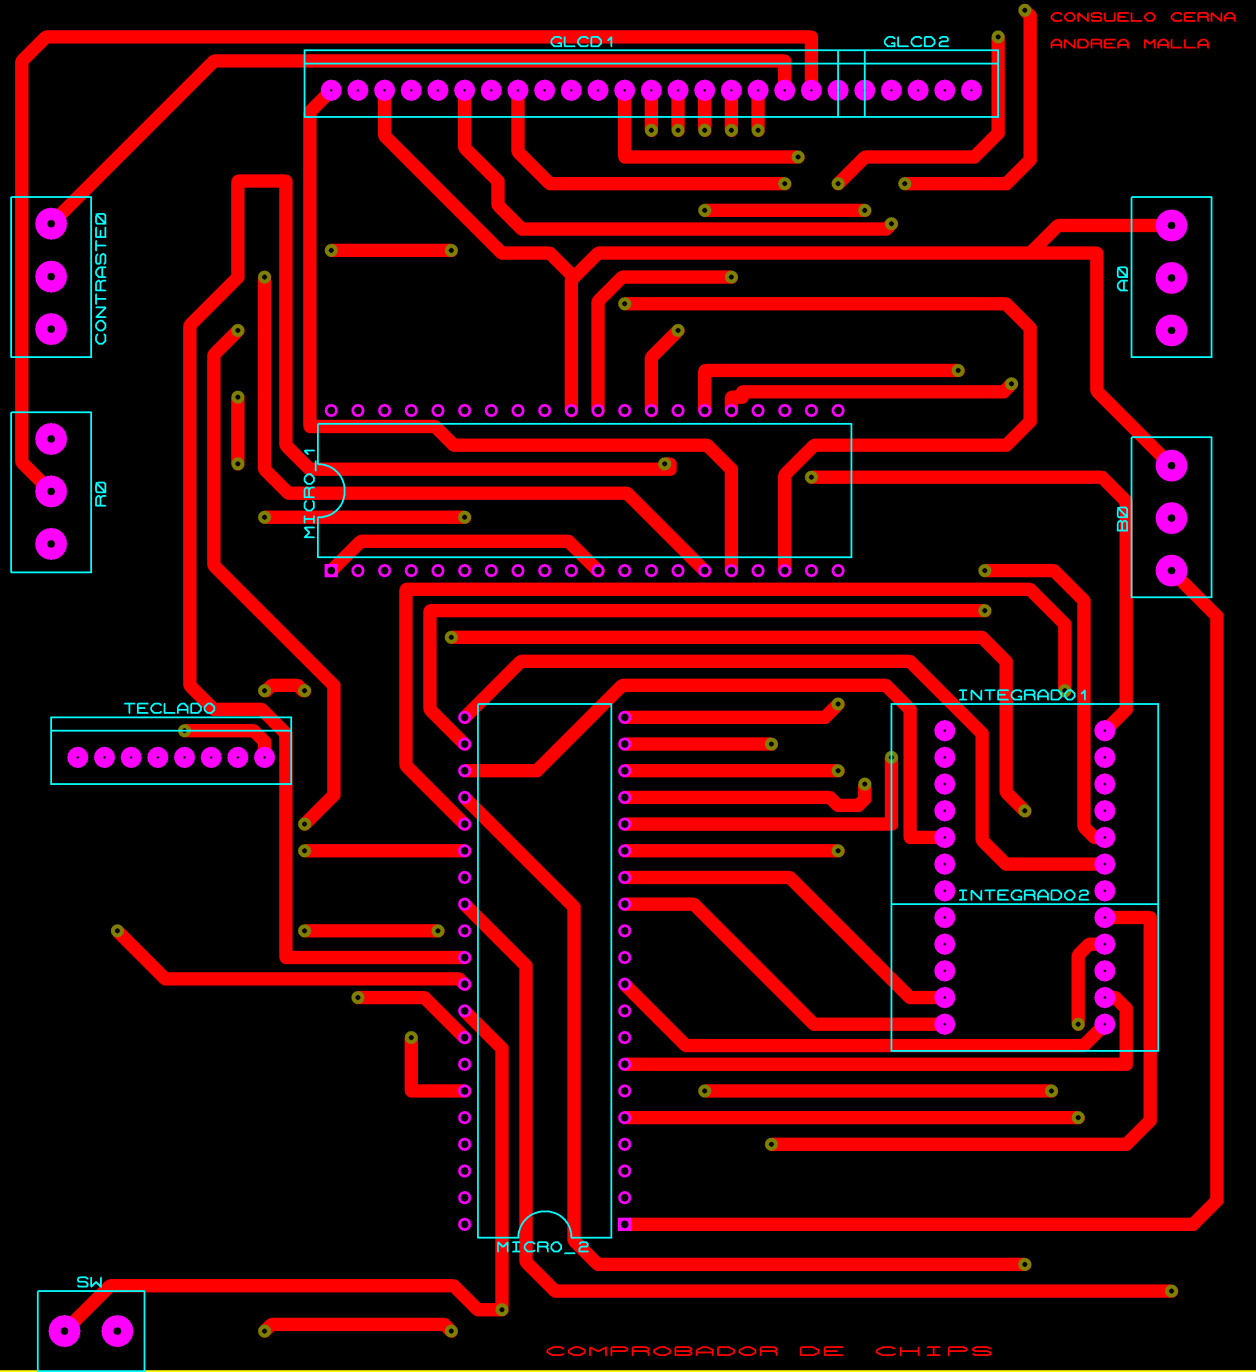 CONSUELO CERNA
GLCD1
GLCD2
ANDREA MALLA
CONTRASTE0
A0
R0
MICRO_1
B0
INTEGRADO1
TECLADO
INTEGRADO2
MICRO_2
SW
COMPROBADOR DE CHIPS